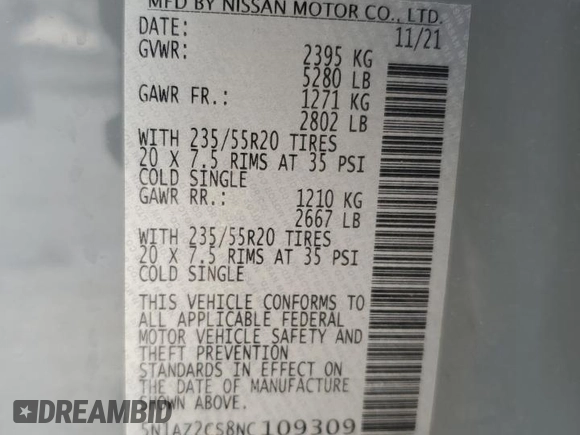 MFD BY NISSAN MOTOR CO., LTD.
DATE: 11/21
GVWR: 2395 KG
5280 LB
GAWR FR.: 1271 KG
2802 LB
WITH 235/55R20 TIRES
20 X 7.5 RIMS AT 35 PSI
COLD SINGLE
GAWR RR.: 1210 KG
2667 LB
WITH 235/55R20 TIRES
20 X 7.5 RIMS AT 35 PSI
COLD SINGLE
THIS VEHICLE CONFORMS TO
ALL APPLICABLE FEDERAL
MOTOR VEHICLE SAFETY AND
THEFT PREVENTION
STANDARDS IN EFFECT ON
THE DATE OF MANUFACTURE
SHOWN ABOVE.
5N1AZ2CS8NC109309
RideSafely